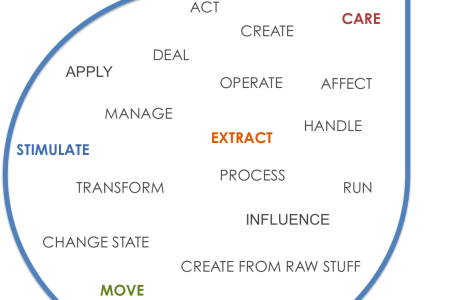 ACT
CARE
CREATE
DEAL
APPLY
OPERATE
AFFECT
MANAGE
HANDLE
EXTRACT
STIMULATE
PROCESS
TRANSFORM
RUN
INFLUENCE
CHANGE STATE
CREATE FROM RAW STUFF
MOVE